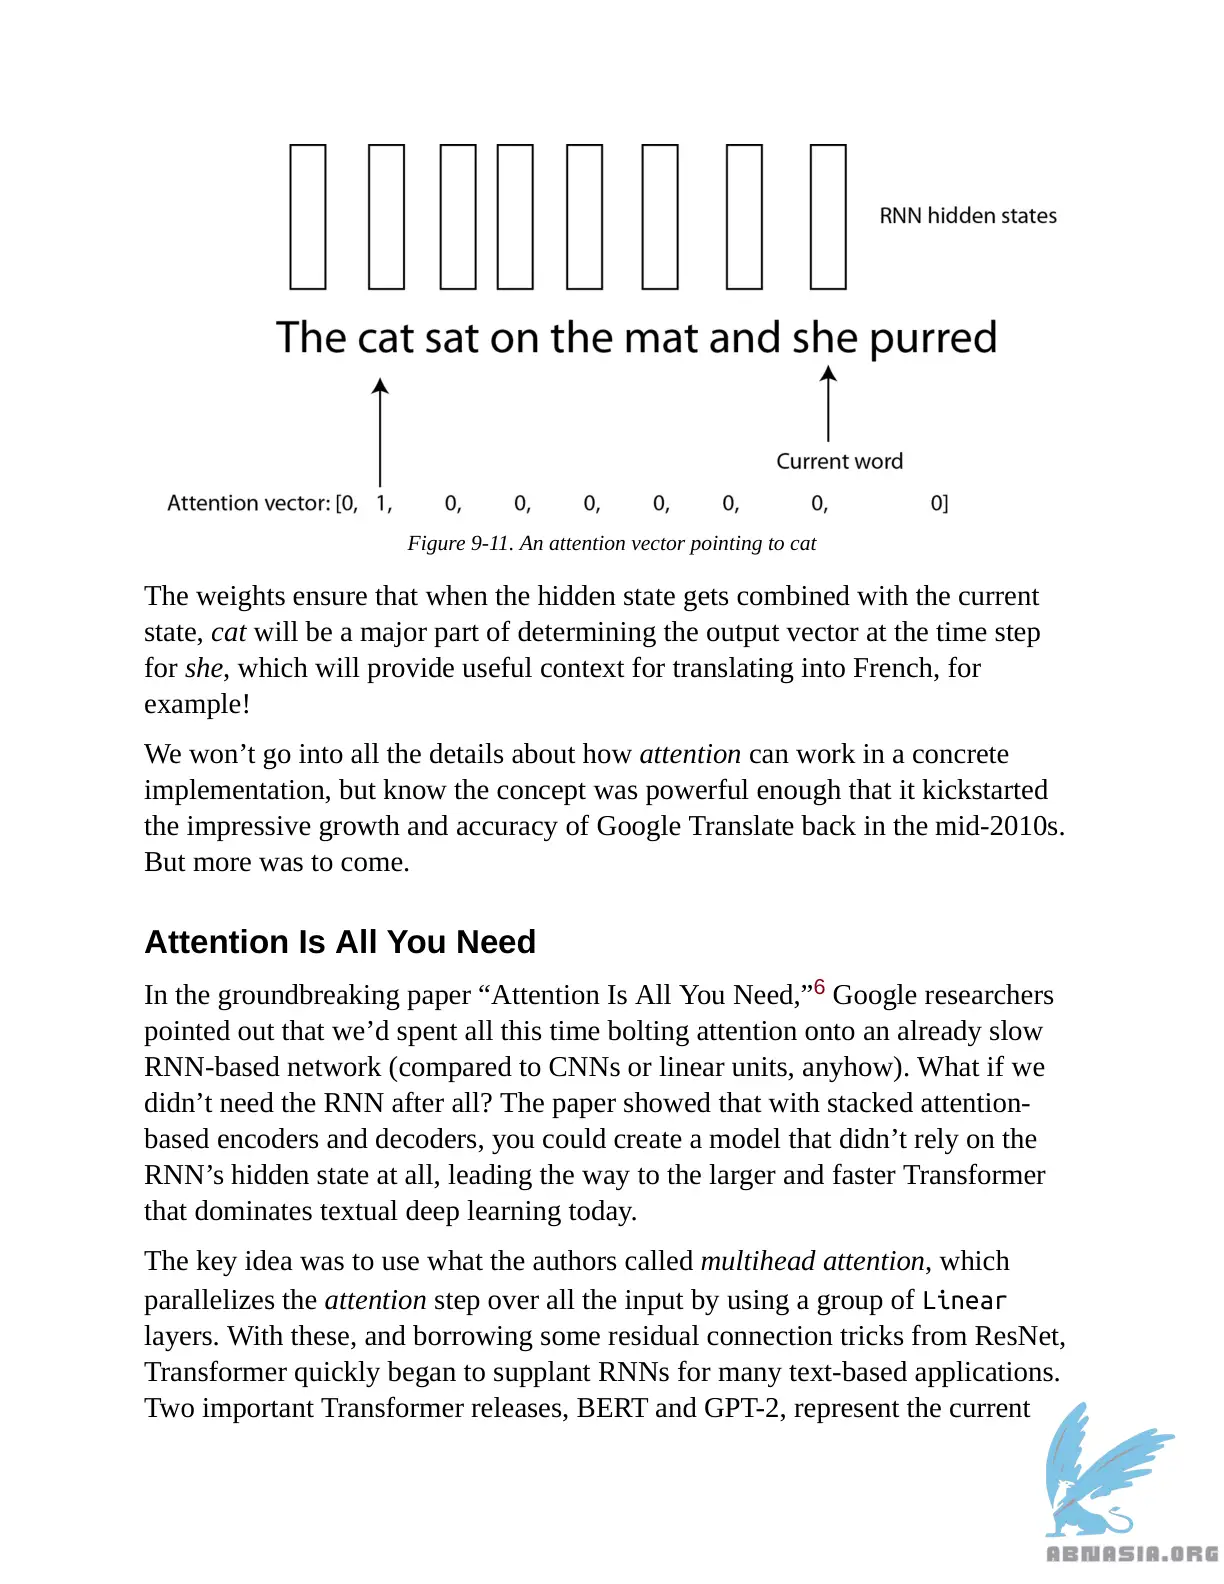 RNN hidden states
The cat sat on the mat and she purred
Current word
Attention vector: [0, 1, 0, 0, 0, 0, 0, 0, 0]
Figure 9-11. An attention vector pointing to cat
The weights ensure that when the hidden state gets combined with the current
state, cat will be a major part of determining the output vector at the time step
for she, which will provide useful context for translating into French, for
example!
We won’t go into all the details about how attention can work in a concrete
implementation, but know the concept was powerful enough that it kickstarted
the impressive growth and accuracy of Google Translate back in the mid-2010s.
But more was to come.
Attention Is All You Need
In the groundbreaking paper “Attention Is All You Need,”6 Google researchers
pointed out that we’d spent all this time bolting attention onto an already slow
RNN-based network (compared to CNNs or linear units, anyhow). What if we
didn’t need the RNN after all? The paper showed that with stacked attention-
based encoders and decoders, you could create a model that didn’t rely on the
RNN’s hidden state at all, leading the way to the larger and faster Transformer
that dominates textual deep learning today.
The key idea was to use what the authors called multihead attention, which
parallelizes the attention step over all the input by using a group of Linear
layers. With these, and borrowing some residual connection tricks from ResNet,
Transformer quickly began to supplant RNNs for many text-based applications.
Two important Transformer releases, BERT and GPT-2, represent the current
ABNASIA.ORG